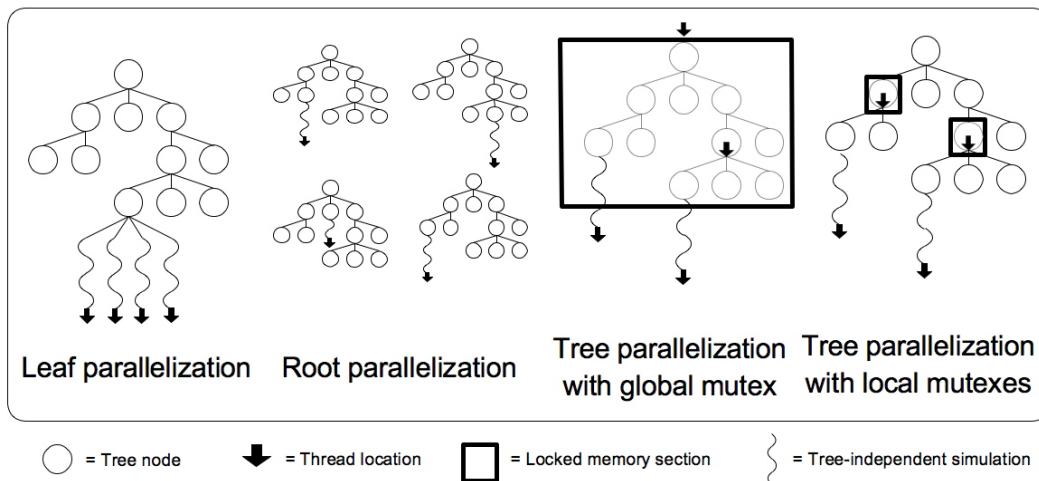 Leaf parallelization
Root parallelization
Tree parallelization
with global mutex
Tree parallelization
with local mutexes
= Tree node
= Thread location
= Locked memory section
= Tree-independent simulation